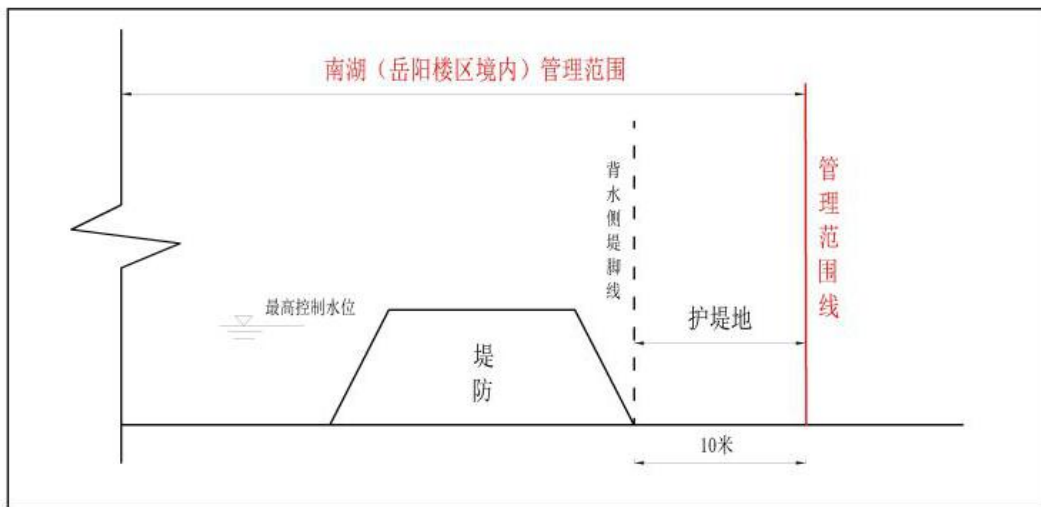 南湖（岳阳楼区境内）管理范围
背水侧堤脚线
管理范围线
最高控制水位
护堤地
堤防
10米